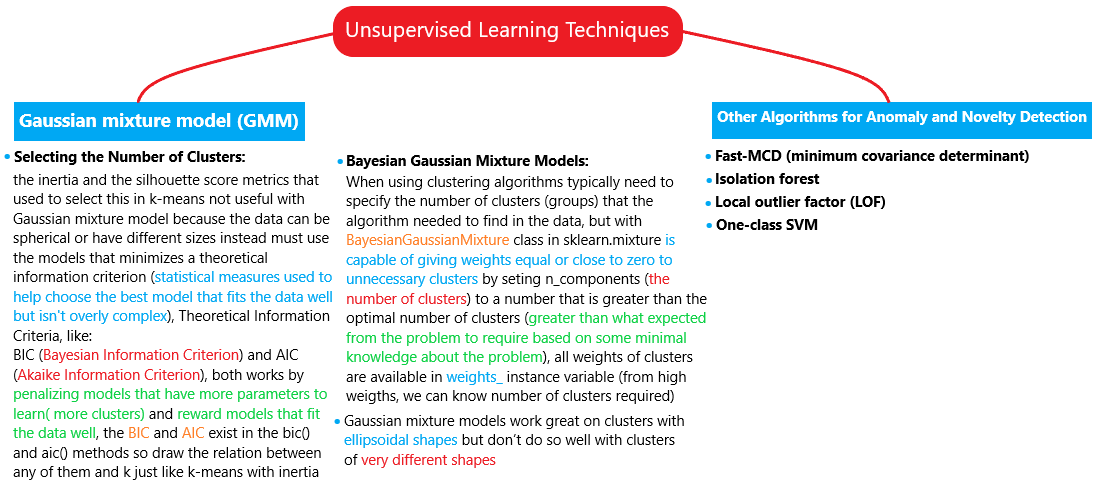 Unsupervised Learning Techniques
Gaussian mixture model (GMM)
Selecting the Number of Clusters:
the inertia and the silhouette score metrics that
used to select this in k-means not useful with
Gaussian mixture model because the data can be
spherical or have different sizes instead must use
the models that minimizes a theoretical
information criterion (statistical measures used to
help choose the best model that fits the data well
but isn't overly complex), Theoretical Information
Criteria, like:
BIC (Bayesian Information Criterion) and AIC
(Akaike Information Criterion), both works by
penalizing models that have more parameters to
learn( more clusters) and reward models that fit
the data well, the BIC and AIC exist in the bic()
and aic() methods so draw the relation between
any of them and k just like k-means with inertia
Bayesian Gaussian Mixture Models:
When using clustering algorithms typically need to
specify the number of clusters (groups) that the
algorithm needed to find in the data, but with
BayesianGaussianMixture class in sklearn.mixture is
capable of giving weights equal or close to zero to
unnecessary clusters by seting n_components (the
number of clusters) to a number that is greater than the
optimal number of clusters (greater than what expected
from the problem to require based on some minimal
knowledge about the problem), all weights of clusters
are available in weights_ instance variable (from high
weigths, we can know number of clusters required)
Gaussian mixture models work great on clusters with
ellipsoidal shapes but don't do so well with clusters
of very different shapes
Other Algorithms for Anomaly and Novelty Detection
Fast-MCD (minimum covariance determinant)
Isolation forest
Local outlier factor (LOF)
One-class SVM